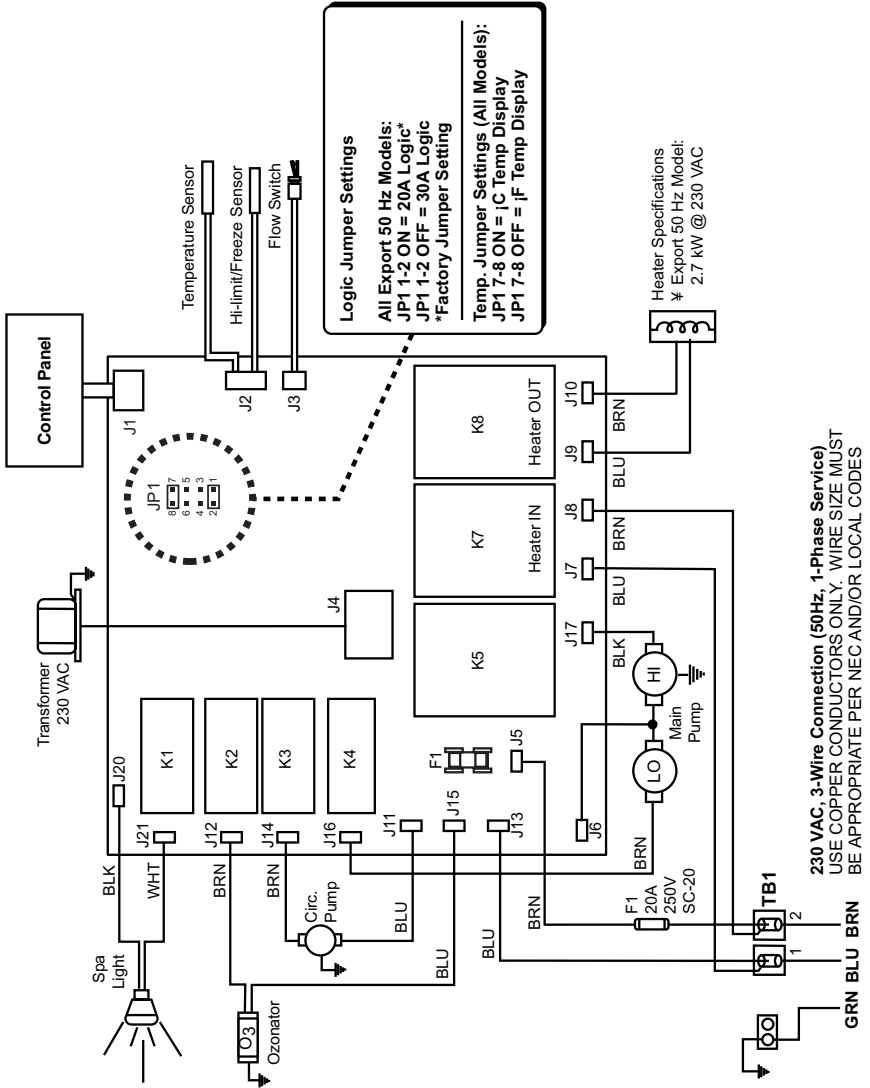 Control Panel
J1
Temperature Sensor
Hi-limit/Freeze Sensor
Flow Switch
J2
J3
JP1
8 7
6 5
4 3
2 1
Logic Jumper Settings
All Export 50 Hz Models:
JP1 1-2 ON = 20A Logic*
JP1 1-2 OFF = 30A Logic
*Factory Jumper Setting
Temp. Jumper Settings (All Models):
JP1 7-8 ON = ¡C Temp Display
JP1 7-8 OFF = ¡F Temp Display
Transformer
230 VAC
J4
K1
K2
K3
K4
K5
K7
Heater IN
K8
Heater OUT
J20
J21
J12
J14
J16
J11
J15
J13
F1
J5
J6
J17
J7
J8
J9
J10
BLK
WHT
BRN
BRN
BLU
BLU
BLU
BRN
BRN
BLK
BLU
BRN
BLU
BRN
Spa
Light
O3
Ozonator
Circ.
Pump
LO
HI
Main
Pump
Heater Specifications
¥ Export 50 Hz Model:
2.7 kW @ 230 VAC
F1
20A
250V
SC-20
TB1
1
2
GRN BLU BRN
230 VAC, 3-Wire Connection (50Hz, 1-Phase Service)
USE COPPER CONDUCTORS ONLY. WIRE SIZE MUST
BE APPROPRIATE PER NEC AND/OR LOCAL CODES